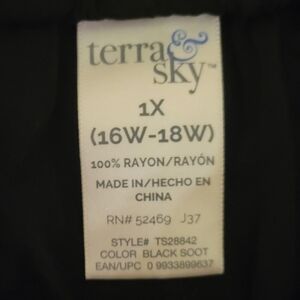 terra &
sky™
1X
(16W-18W)
100% RAYON/RAYÓN
MADE IN/HECHO EN
CHINA
RN# 52469 J37
STYLE# TS28842
COLOR BLACK SOOT
EAN/UPC 0 9933899637